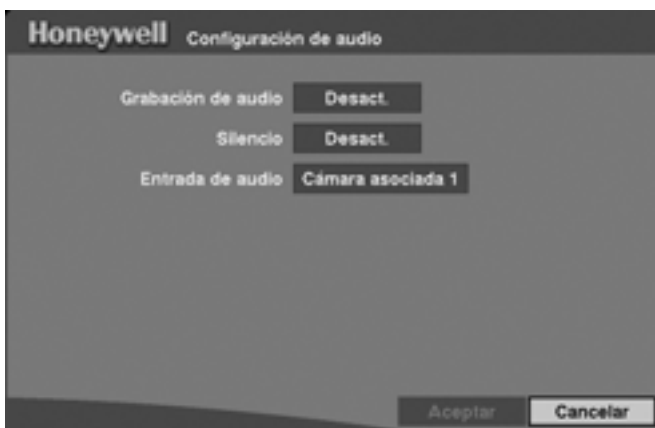 Honeywell Configuración de audio
Grabación de audio Desact.
Silencio Desact.
Entrada de audio Cámara asociada 1
Aceptar Cancelar